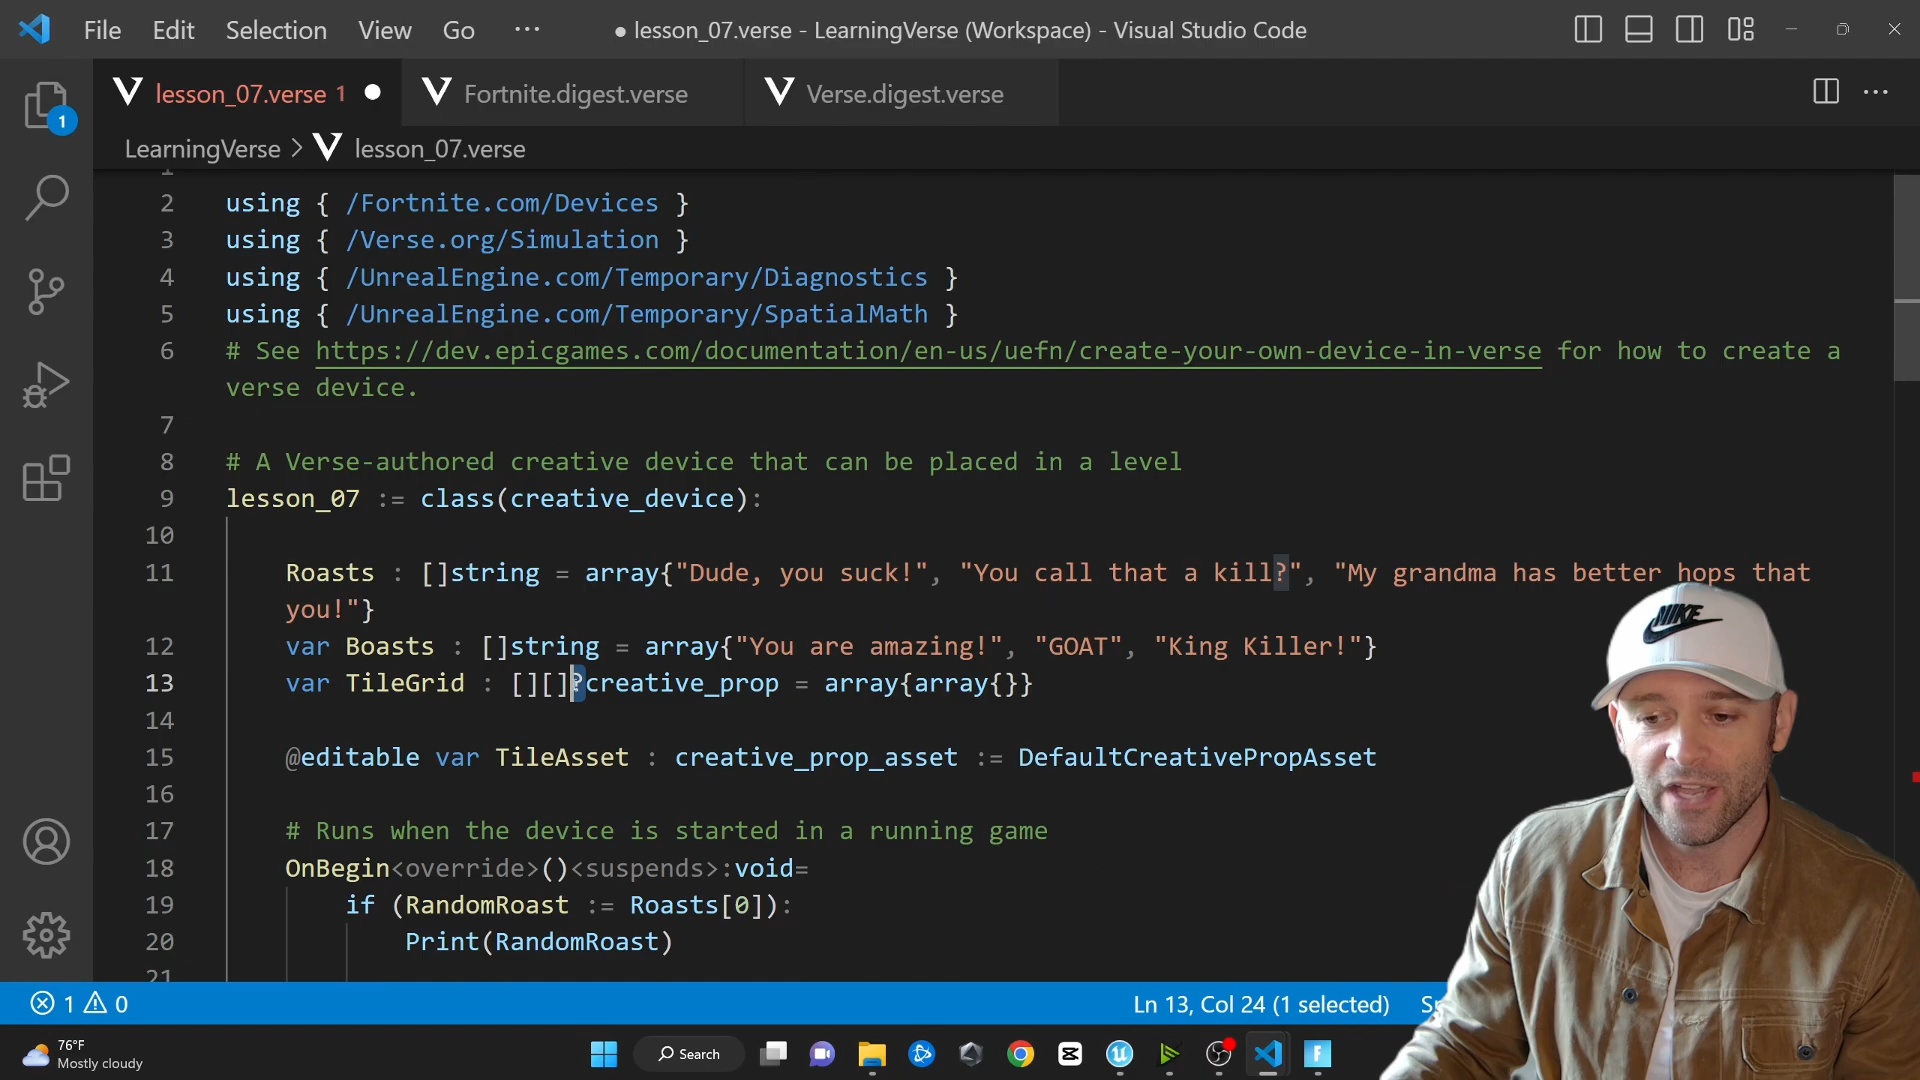 File Edit Selection View Go ··· ● lesson_07.verse - LearningVerse (Workspace) - Visual Studio Code
lesson_07.verse 1 Fortnite.digest.verse Verse.digest.verse
LearningVerse > lesson_07.verse
1
2 using { /Fortnite.com/Devices }
3 using { /Verse.org/Simulation }
4 using { /UnrealEngine.com/Temporary/Diagnostics }
5 using { /UnrealEngine.com/Temporary/SpatialMath }
6 # See https://dev.epicgames.com/documentation/en-us/uefn/create-your-own-device-in-verse for how to create a
verse device.
7
8 # A Verse-authored creative device that can be placed in a level
9 lesson_07 := class(creative_device):
10
11 Roasts : []string = array{"Dude, you suck!", "You call that a kill?", "My grandma has better hops that
you!"}
12 var Boasts : []string = array{"You are amazing!", "GOAT", "King Killer!"}
13 var TileGrid : [][]?creative_prop = array{array{}}
14
15 @editable var TileAsset : creative_prop_asset := DefaultCreativePropAsset
16
17 # Runs when the device is started in a running game
18 OnBegin<override>()<suspends>:void=
19 if (RandomRoast := Roasts[0]):
20 Print(RandomRoast)
21
1 0 Ln 13, Col 24 (1 selected)
76°F
Mostly cloudy
Search
NIKE